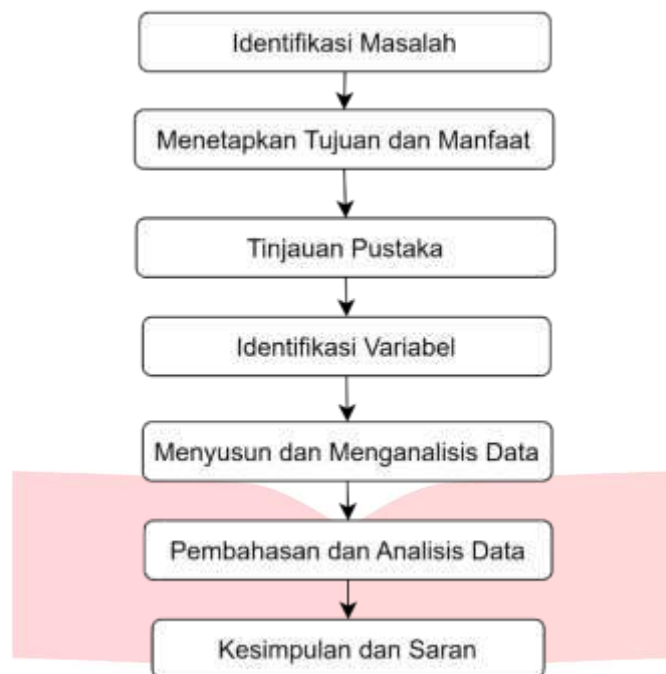 Identifikasi Masalah
Menetapkan Tujuan dan Manfaat
Tinjauan Pustaka
Identifikasi Variabel
Menyusun dan Menganalisis Data
Pembahasan dan Analisis Data
Kesimpulan dan Saran